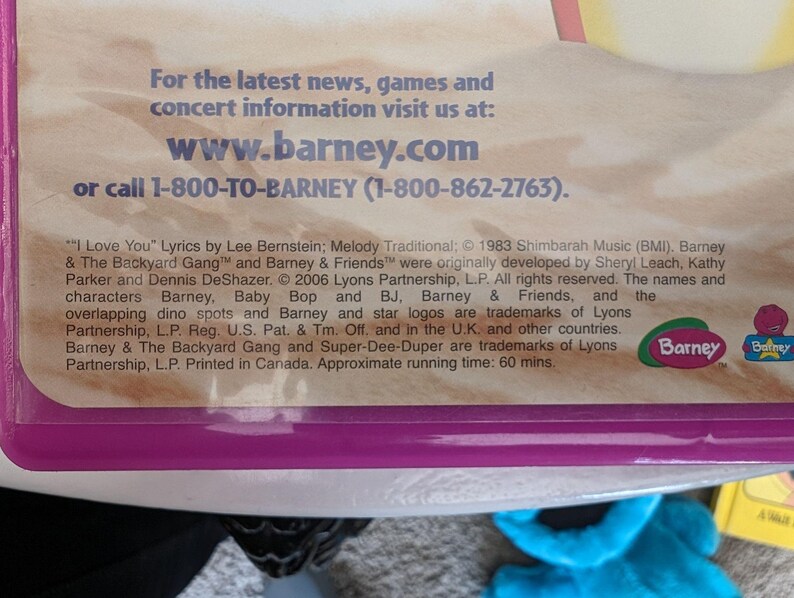 For the latest news, games and
concert information visit us at:
www.barney.com
or call 1-800-TO-BARNEY (1-800-862-2763).
*"I Love You" Lyrics by Lee Bernstein; Melody Traditional; © 1983 Shimbarah Music (BMI). Barney
& The Backyard Gang™ and Barney & Friends™ were originally developed by Sheryl Leach, Kathy
Parker and Dennis DeShazer. © 2006 Lyons Partnership, L.P. All rights reserved. The names and
characters Barney, Baby Bop and BJ, Barney & Friends, and the
overlapping dino spots and Barney and star logos are trademarks of Lyons
Partnership, L.P. Reg. U.S. Pat. & Tm. Off. and in the U.K. and other countries.
Barney & The Backyard Gang and Super-Dee-Duper are trademarks of Lyons
Partnership, L.P. Printed in Canada. Approximate running time: 60 mins.
Barney™
Barney
A Walt